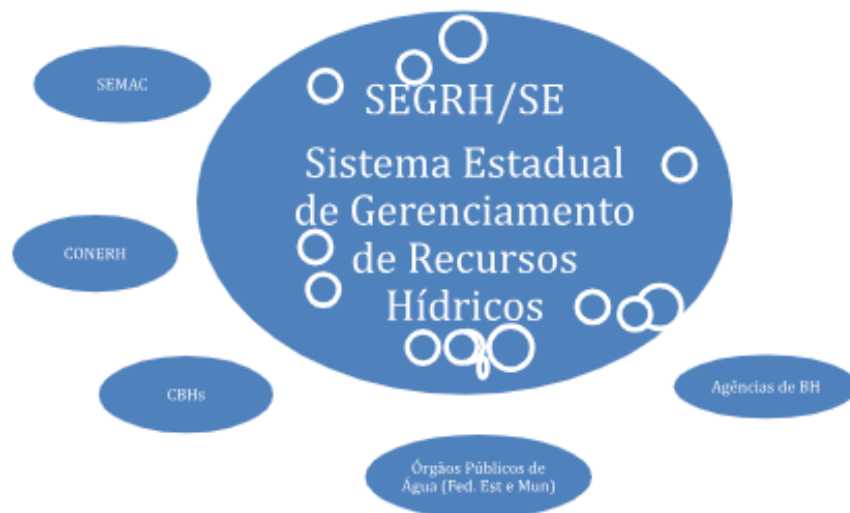 SEMAC
SEGRH/SE
Sistema Estadual
de Gerenciamento
de Recursos
Hídricos
CONERH
CBHs
Agências de BH
Órgãos Públicos de
Água (Fed. Est e Mun)